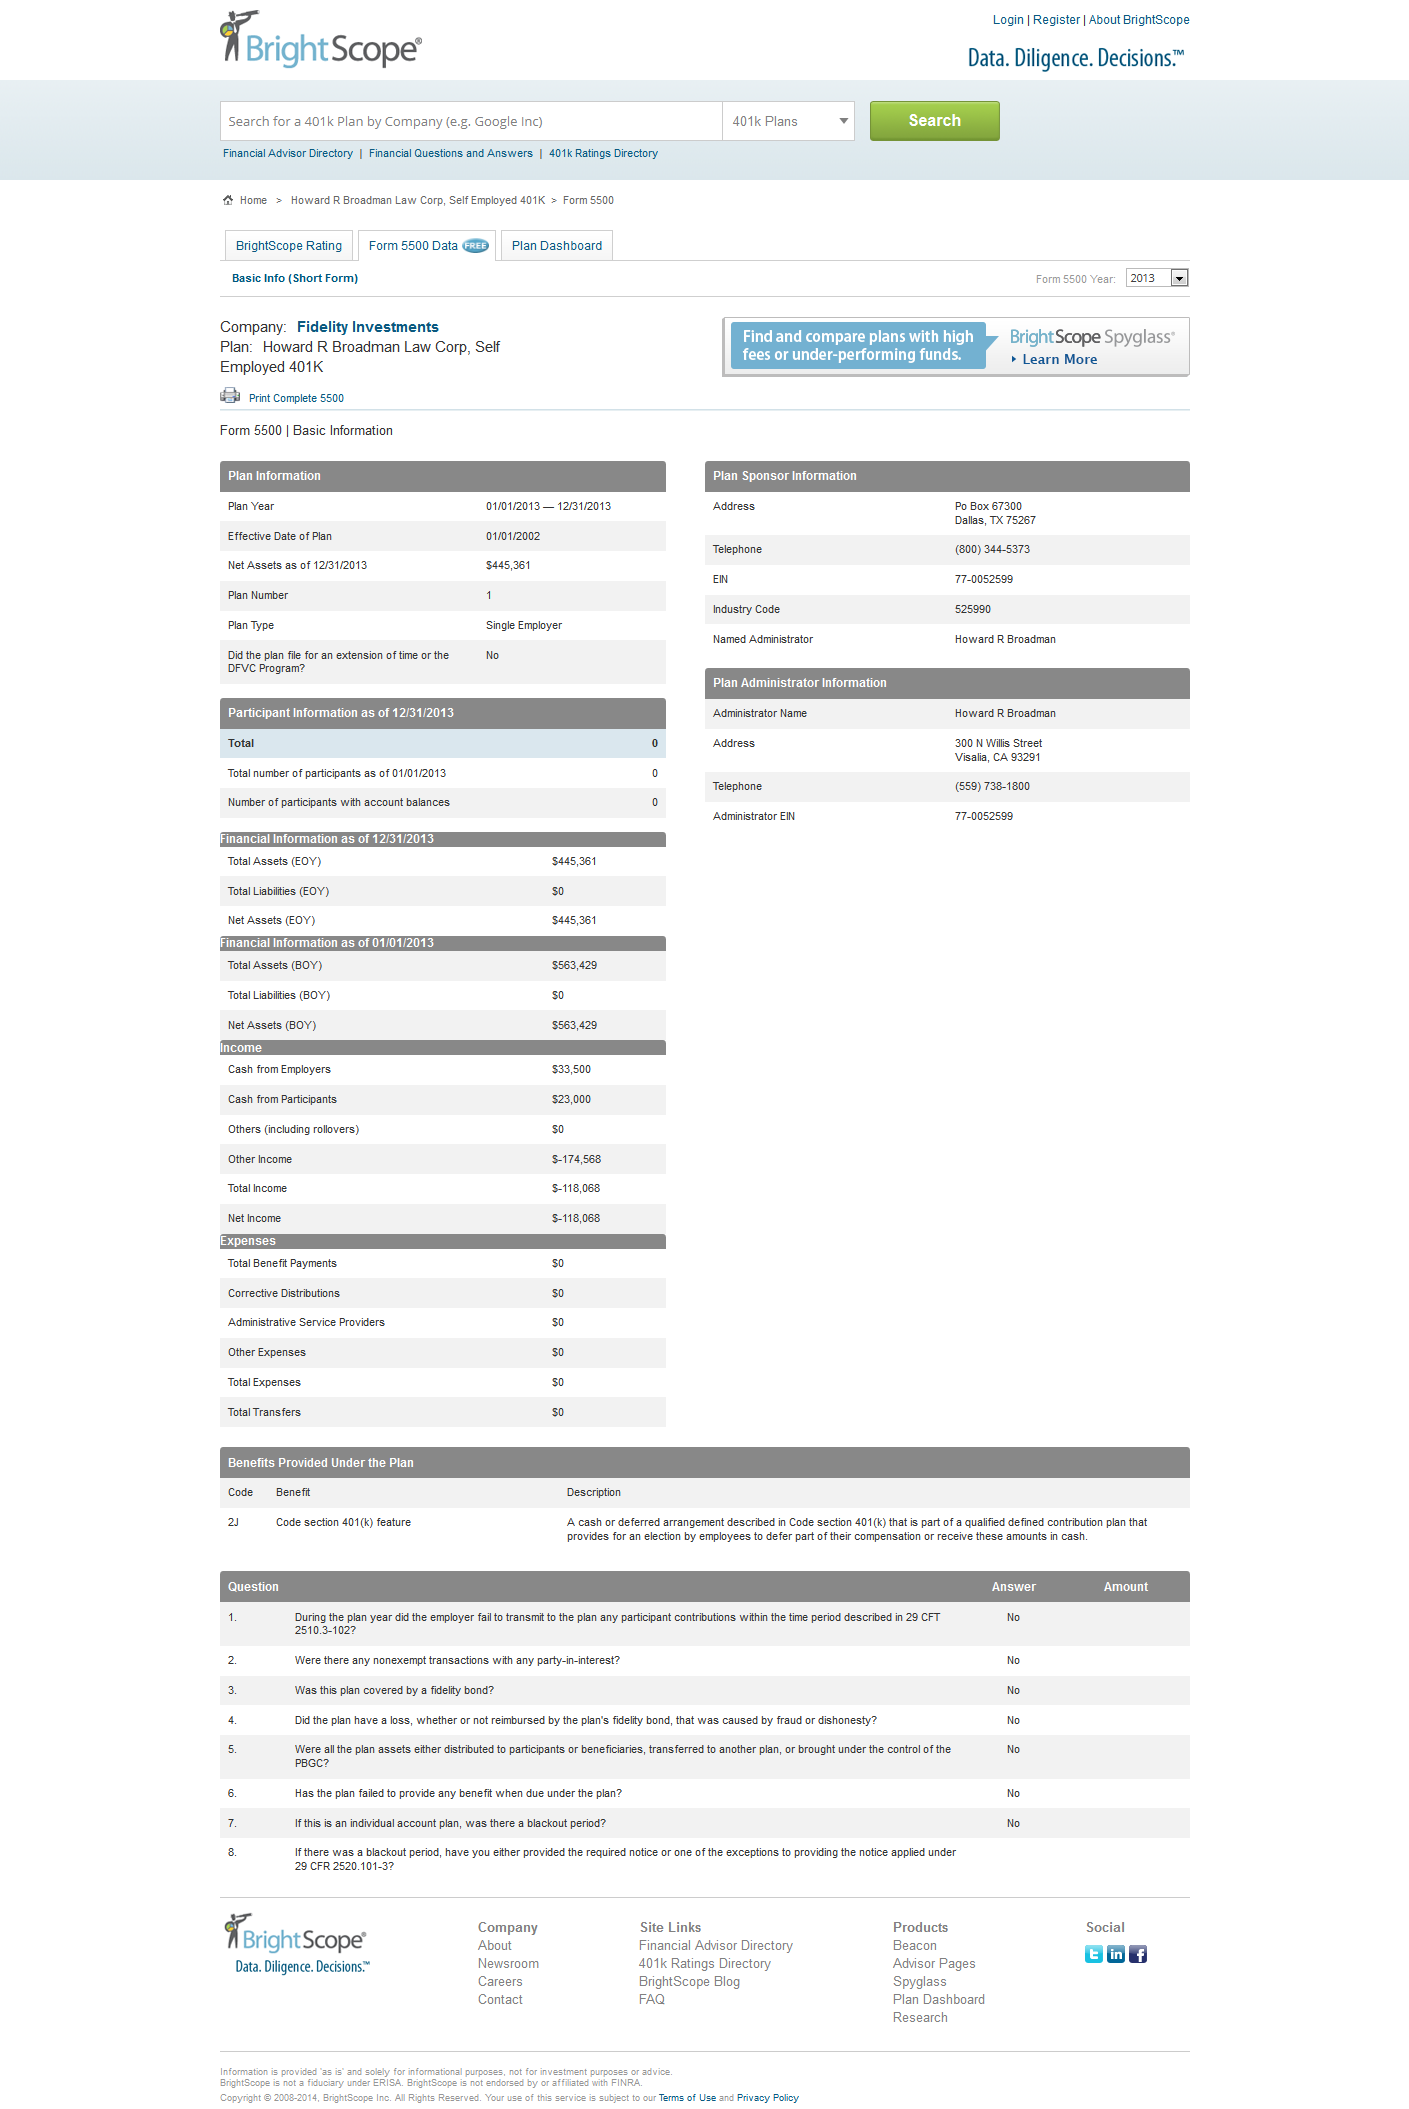 Login | Register | About BrightScope
BrightScope®
Data. Diligence. Decisions.™
Search for a 401k Plan by Company (e.g. Google Inc)
401k Plans
Search
Financial Advisor Directory | Financial Questions and Answers | 401k Ratings Directory
Home > Howard R Broadman Law Corp, Self Employed 401K > Form 5500
BrightScope Rating
Form 5500 Data FREE
Plan Dashboard
Basic Info (Short Form)
Form 5500 Year: 2013
Company: Fidelity Investments
Plan: Howard R Broadman Law Corp, Self
Employed 401K
Find and compare plans with high
fees or under-performing funds.
BrightScope Spyglass®
Learn More
Print Complete 5500
Form 5500 | Basic Information
Plan Information
Plan Year 01/01/2013 — 12/31/2013
Effective Date of Plan 01/01/2002
Net Assets as of 12/31/2013 $445,361
Plan Number 1
Plan Type Single Employer
Did the plan file for an extension of time or the No
DFVC Program?
Participant Information as of 12/31/2013
Total 0
Total number of participants as of 01/01/2013 0
Number of participants with account balances 0
Financial Information as of 12/31/2013
Total Assets (EOY) $445,361
Total Liabilities (EOY) $0
Net Assets (EOY) $445,361
Financial Information as of 01/01/2013
Total Assets (BOY) $563,429
Total Liabilities (BOY) $0
Net Assets (BOY) $563,429
Income
Cash from Employers $33,500
Cash from Participants $23,000
Others (including rollovers) $0
Other Income $-174,568
Total Income $-118,068
Net Income $-118,068
Expenses
Total Benefit Payments $0
Corrective Distributions $0
Administrative Service Providers $0
Other Expenses $0
Total Expenses $0
Total Transfers $0
Plan Sponsor Information
Address Po Box 67300
Dallas, TX 75267
Telephone (800) 344-5373
EIN 77-0052599
Industry Code 525990
Named Administrator Howard R Broadman
Plan Administrator Information
Administrator Name Howard R Broadman
Address 300 N Willis Street
Visalia, CA 93291
Telephone (559) 738-1800
Administrator EIN 77-0052599
Benefits Provided Under the Plan
Code Benefit Description
2J Code section 401(k) feature A cash or deferred arrangement described in Code section 401(k) that is part of a qualified defined contribution plan that
provides for an election by employees to defer part of their compensation or receive these amounts in cash.
Question Answer Amount
1. During the plan year did the employer fail to transmit to the plan any participant contributions within the time period described in 29 CFT No
2510.3-102?
2. Were there any nonexempt transactions with any party-in-interest? No
3. Was this plan covered by a fidelity bond? No
4. Did the plan have a loss, whether or not reimbursed by the plan's fidelity bond, that was caused by fraud or dishonesty? No
5. Were all the plan assets either distributed to participants or beneficiaries, transferred to another plan, or brought under the control of the No
PBGC?
6. Has the plan failed to provide any benefit when due under the plan? No
7. If this is an individual account plan, was there a blackout period? No
8. If there was a blackout period, have you either provided the required notice or one of the exceptions to providing the notice applied under
29 CFR 2520.101-3?
BrightScope®
Data. Diligence. Decisions.™
Company
About
Newsroom
Careers
Contact
Site Links
Financial Advisor Directory
401k Ratings Directory
BrightScope Blog
FAQ
Products
Beacon
Advisor Pages
Spyglass
Plan Dashboard
Research
Social
Information is provided 'as is' and solely for informational purposes, not for investment purposes or advice.
BrightScope is not a fiduciary under ERISA. BrightScope is not endorsed by or affiliated with FINRA.
Copyright © 2008-2014, BrightScope Inc. All Rights Reserved. Your use of this service is subject to our Terms of Use and Privacy Policy